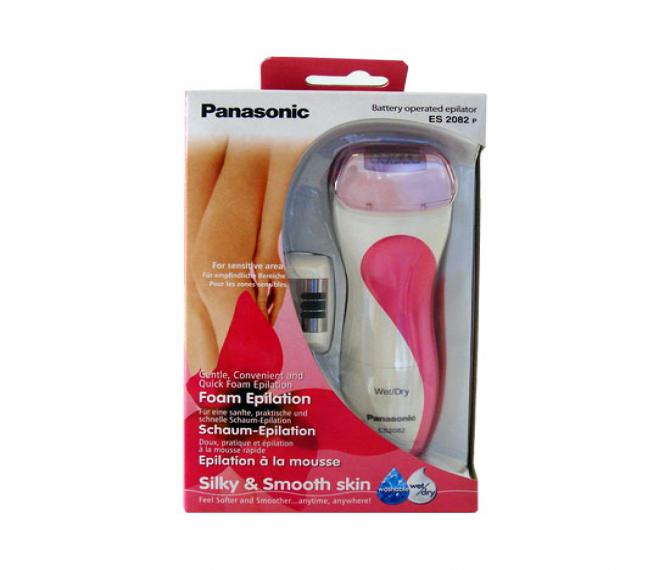 Panasonic
Battery operated epilator
ES 2082 P
For sensitive area
Für empfindliche Bereiche
Pour les zones sensibles
Gentle, Convenient and
Quick Foam Epilation
Foam Epilation
Für eine sanfte, praktische und
schnelle Schaum-Epilation
Schaum-Epilation
Doux, pratique et épilation
à la mousse rapide
Epilation à la mousse
Silky & Smooth skin
Feel Softer and Smoother...anytime, anywhere!
Wet/Dry
Panasonic
ES2082
washable
wet/dry